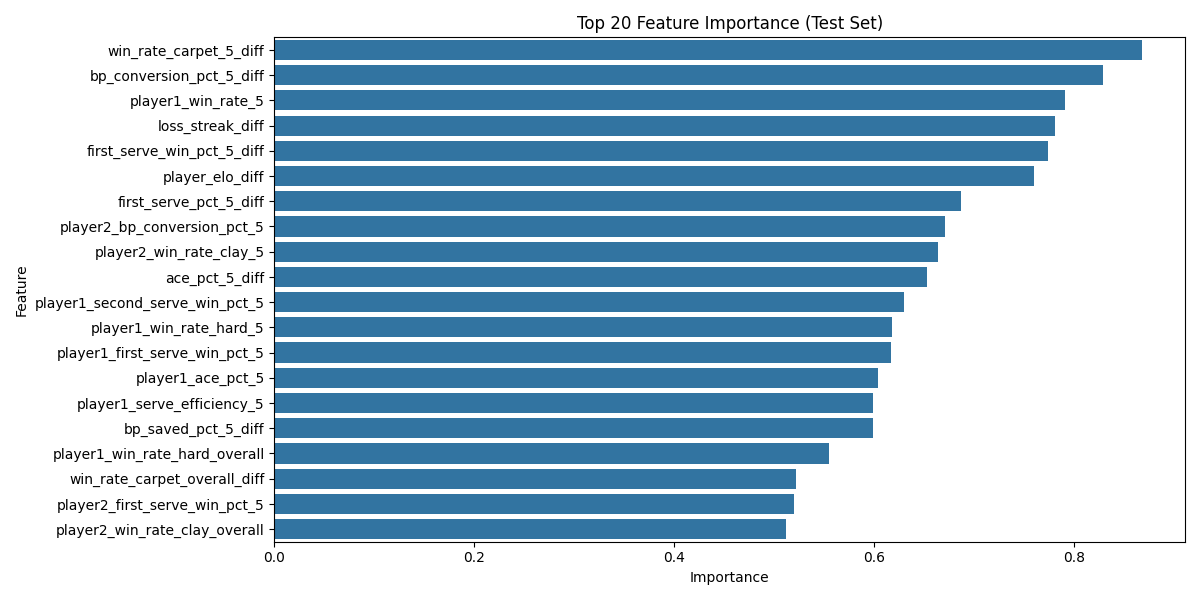 Top 20 Feature Importance (Test Set)
Feature
win_rate_carpet_5_diff
bp_conversion_pct_5_diff
player1_win_rate_5
loss_streak_diff
first_serve_win_pct_5_diff
player_elo_diff
first_serve_pct_5_diff
player2_bp_conversion_pct_5
player2_win_rate_clay_5
ace_pct_5_diff
player1_second_serve_win_pct_5
player1_win_rate_hard_5
player1_first_serve_win_pct_5
player1_ace_pct_5
player1_serve_efficiency_5
bp_saved_pct_5_diff
player1_win_rate_hard_overall
win_rate_carpet_overall_diff
player2_first_serve_win_pct_5
player2_win_rate_clay_overall
0.0 0.2 0.4 0.6 0.8
Importance